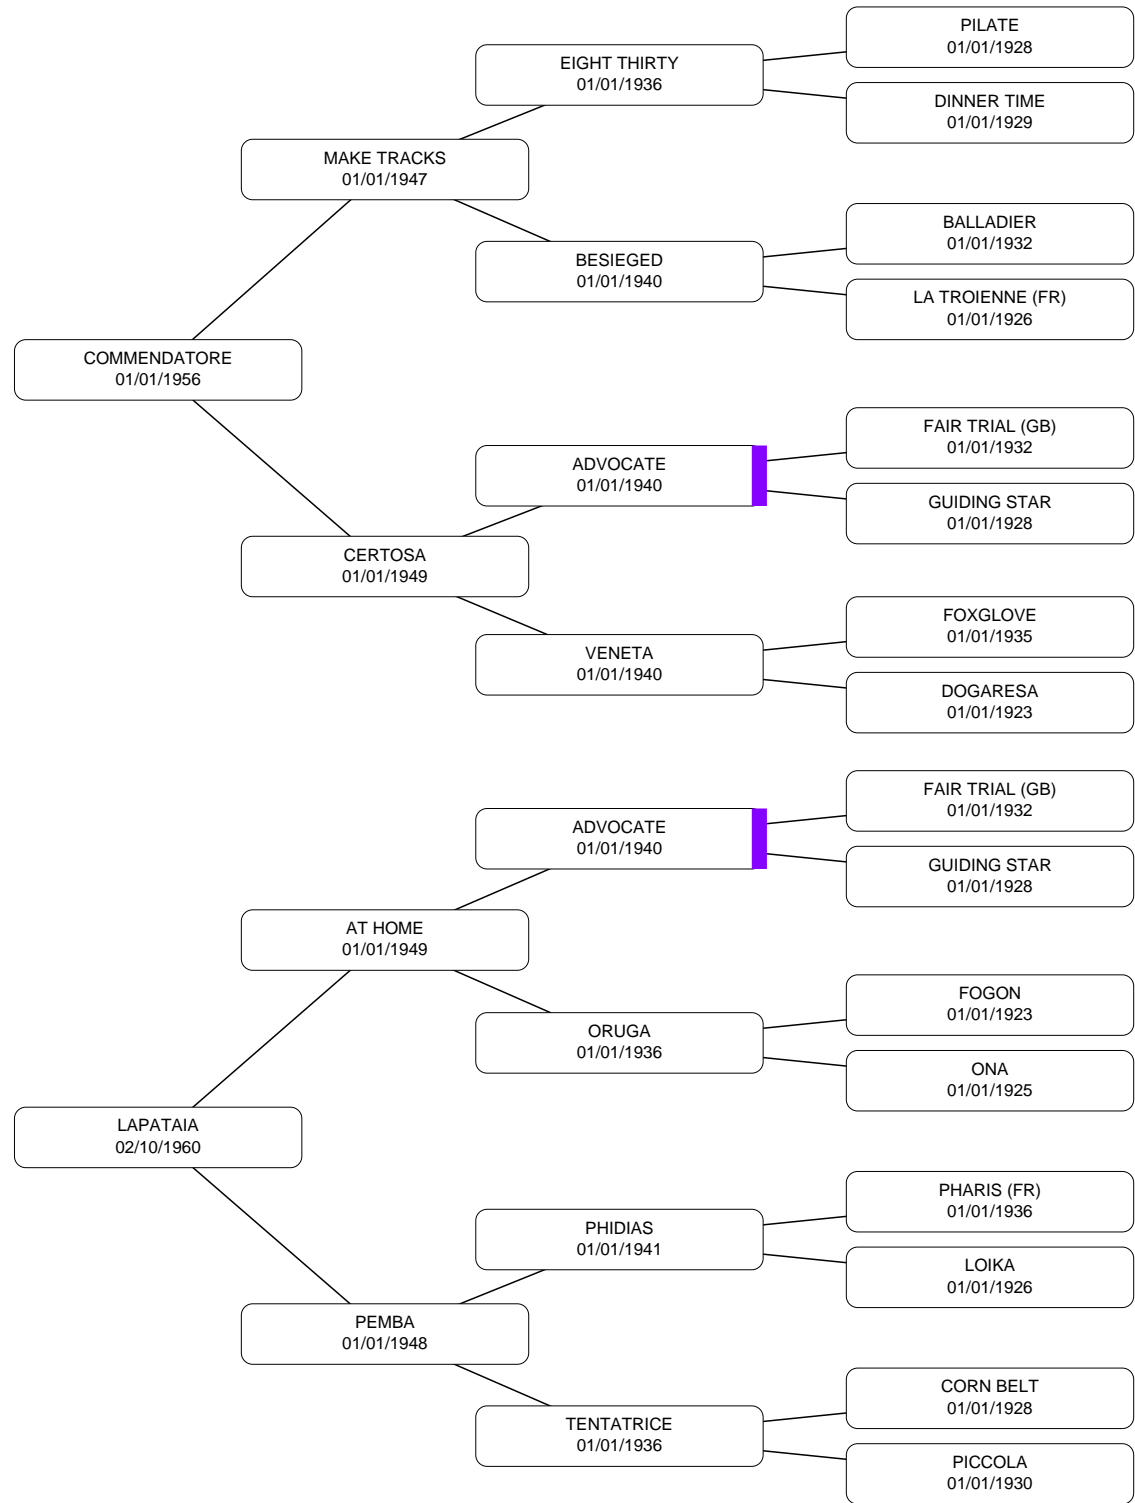 PILATE
01/01/1928
EIGHT THIRTY
01/01/1936
DINNER TIME
01/01/1929
MAKE TRACKS
01/01/1947
BALLADIER
01/01/1932
BESIEGED
01/01/1940
LA TROIENNE (FR)
01/01/1926
COMMENDATORE
01/01/1956
FAIR TRIAL (GB)
01/01/1932
ADVOCATE
01/01/1940
GUIDING STAR
01/01/1928
CERTOSA
01/01/1949
FOXGLOVE
01/01/1935
VENETA
01/01/1940
DOGARESA
01/01/1923
FAIR TRIAL (GB)
01/01/1932
ADVOCATE
01/01/1940
GUIDING STAR
01/01/1928
AT HOME
01/01/1949
FOGON
01/01/1923
ORUGA
01/01/1936
ONA
01/01/1925
LAPATAIA
02/10/1960
PHARIS (FR)
01/01/1936
PHIDIAS
01/01/1941
LOIKA
01/01/1926
PEMBA
01/01/1948
CORN BELT
01/01/1928
TENTATRICE
01/01/1936
PICCOLA
01/01/1930